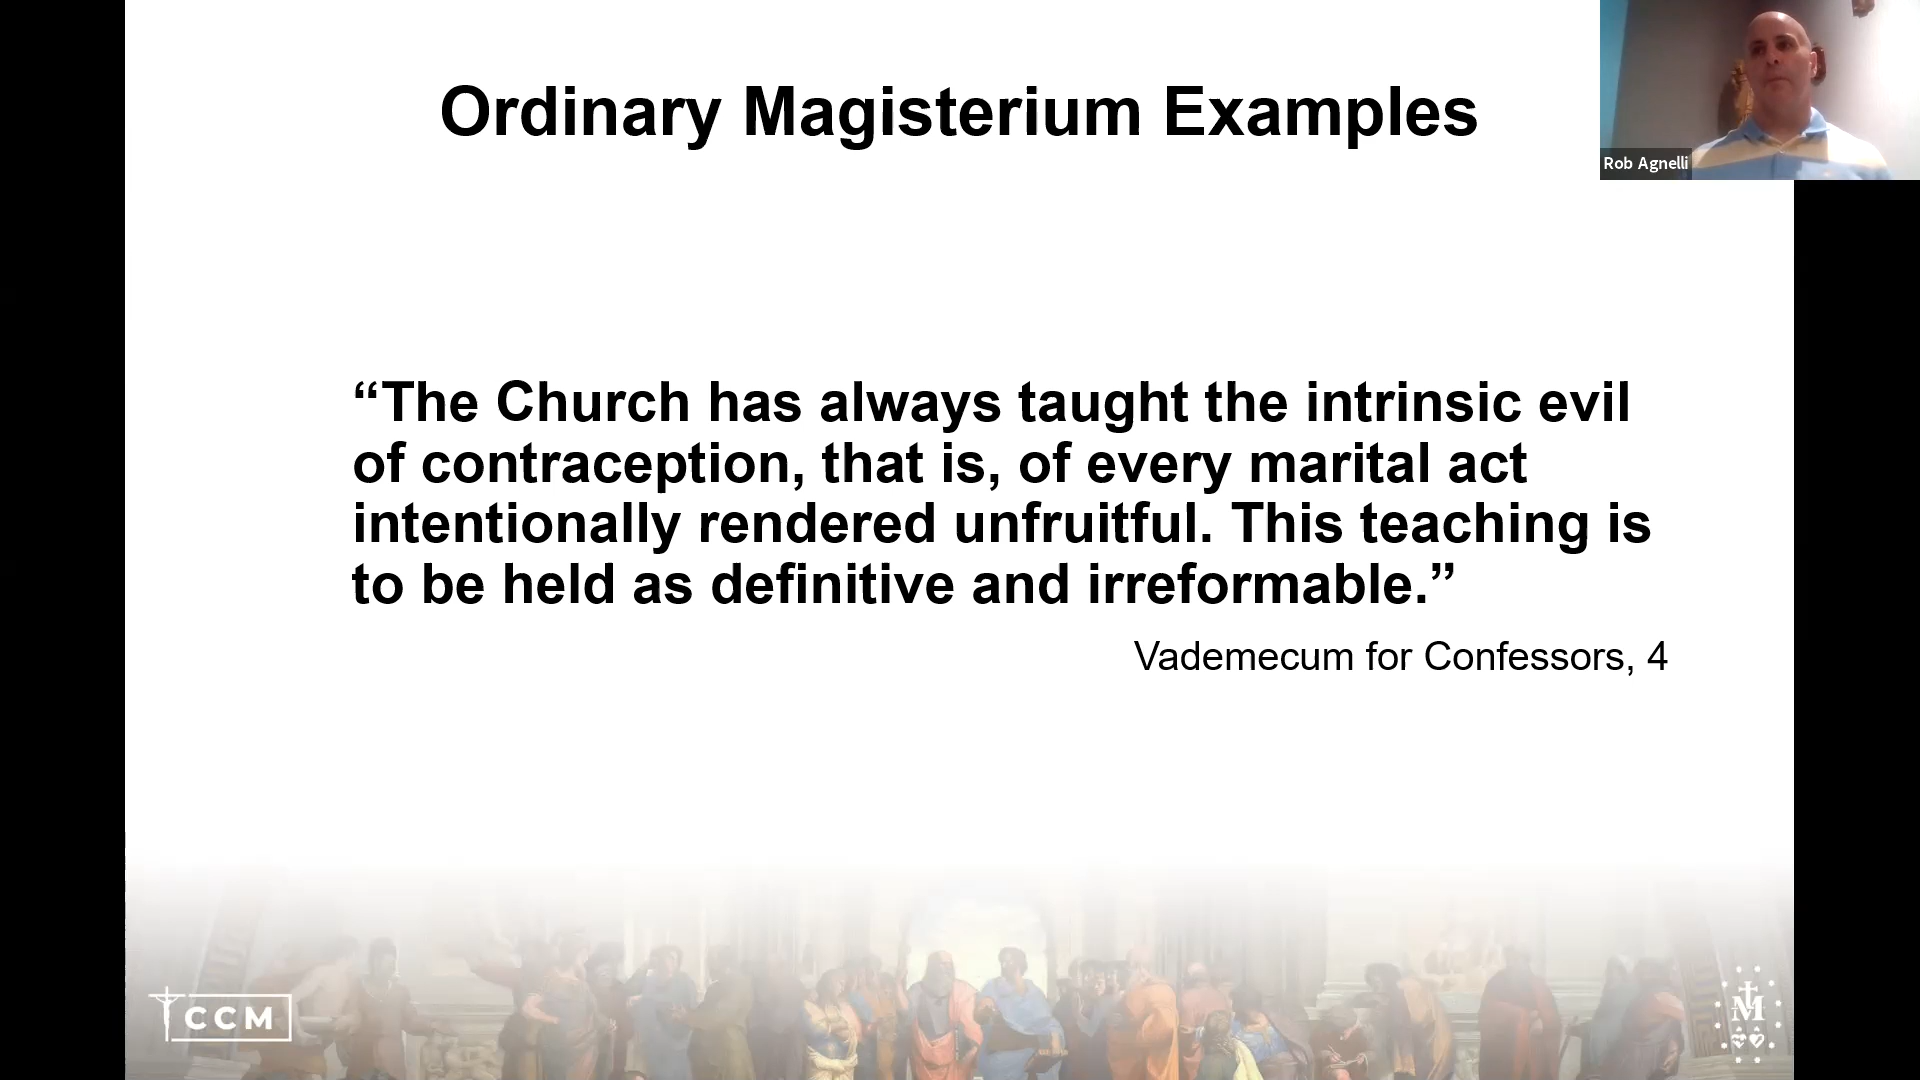 Ordinary Magisterium Examples
Rob Agnelli
“The Church has always taught the intrinsic evil
of contraception, that is, of every marital act
intentionally rendered unfruitful. This teaching is
to be held as definitive and irreformable.”
Vademecum for Confessors, 4
CCM
M